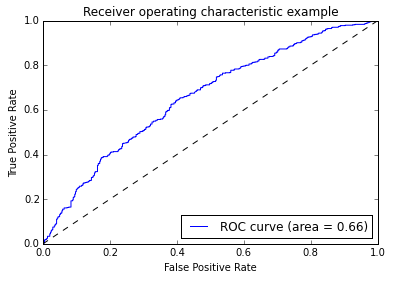 Receiver operating characteristic example
1.0
0.8
0.6
0.4
0.2
0.0
True Positive Rate
ROC curve (area = 0.66)
0.0 0.2 0.4 0.6 0.8 1.0
False Positive Rate